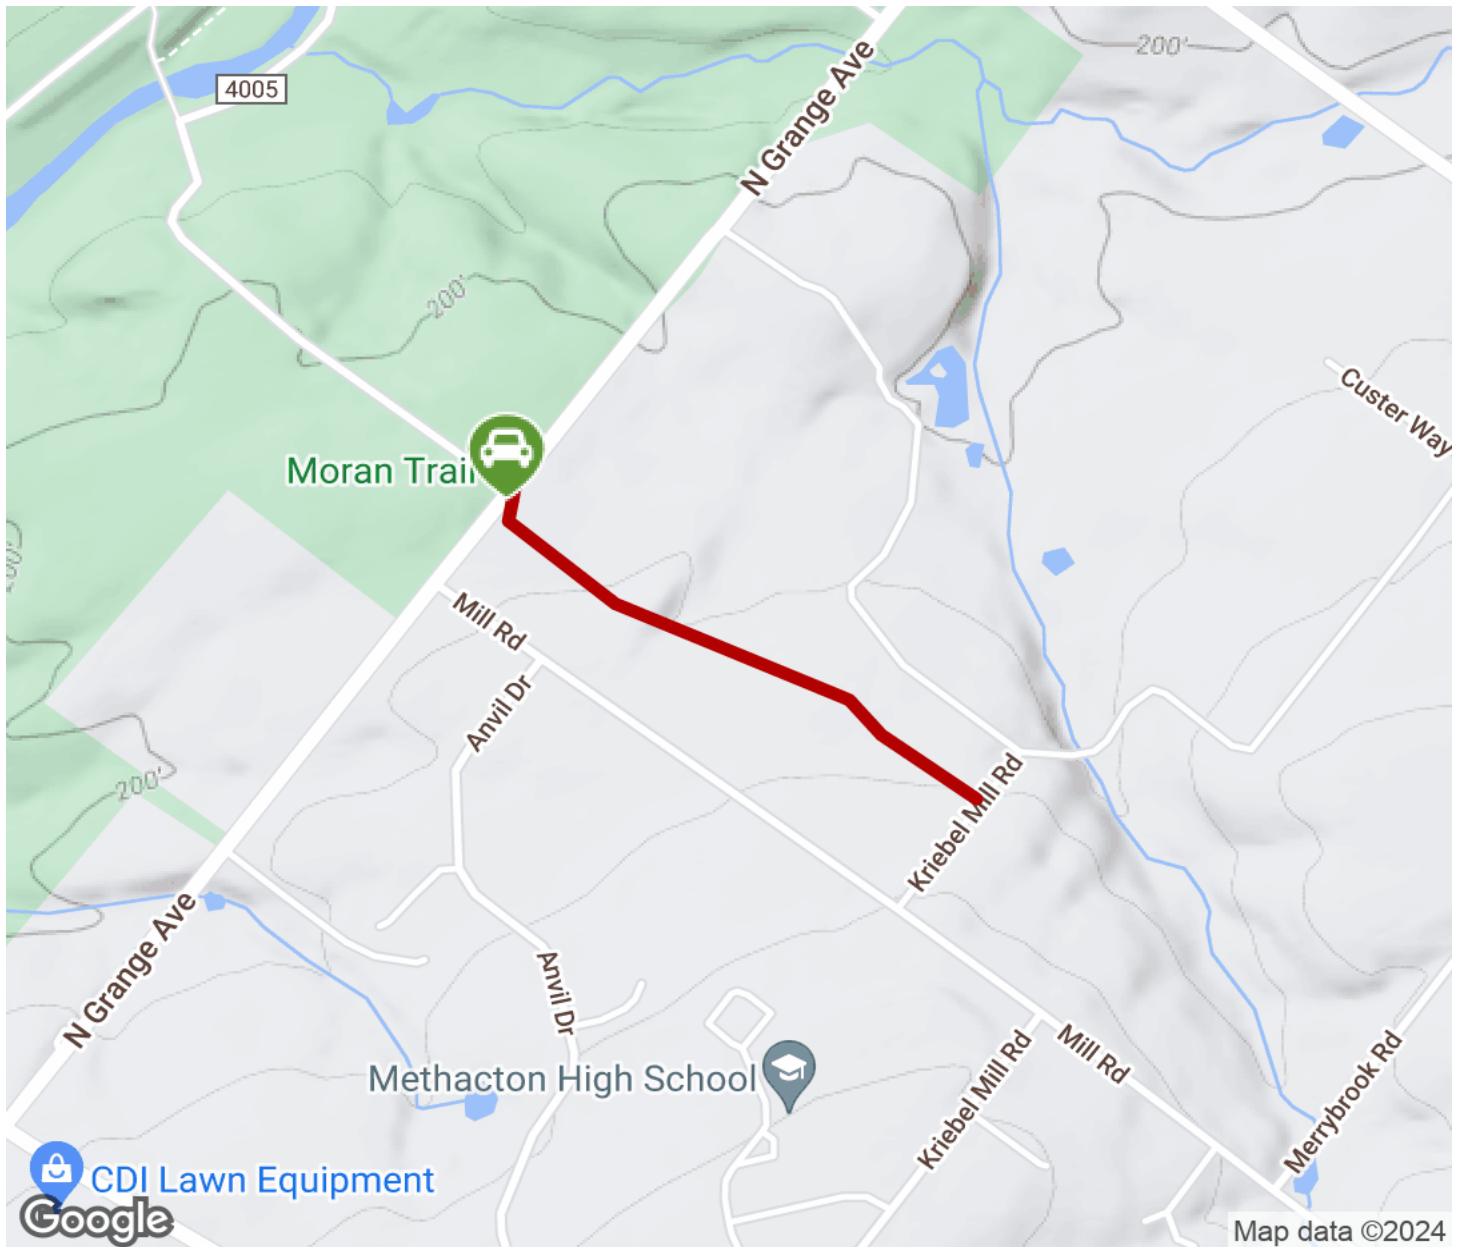 200'
4005
N Grange Ave
200'
Custer Way
Moran Trail
Mill Rd
Anvil Dr
200'
Kriebel Mill Rd
N Grange Ave
Anvil Dr
Methacton High School
Kriebel Mill Rd
Mill Rd
Merrybrook Rd
CDI Lawn Equipment
Google
Map data ©2024